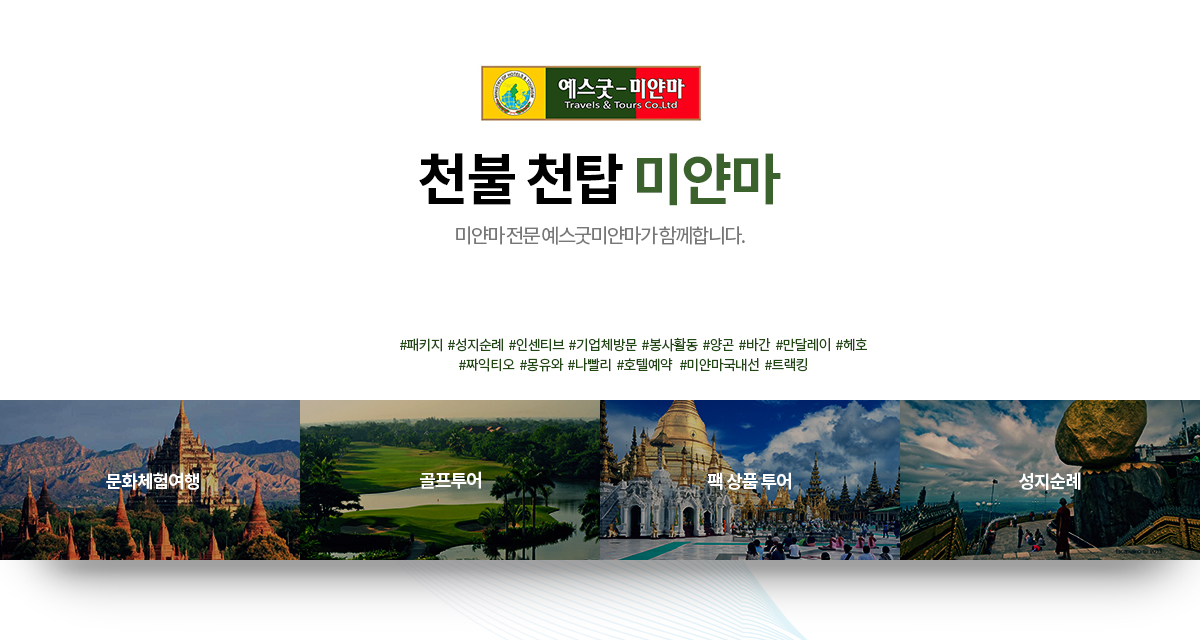 MINISTRY OF HOTELS & TOURISM
예스굿-미얀마
Travels & Tours Co.Ltd
천불 천탑 미얀마
미얀마 전문 예스굿미얀마가 함께합니다.
#패키지 #성지순례 #인센티브 #기업체방문 #봉사활동 #양곤 #바간 #만달레이 #헤호
#짜익티오 #몽유와 #나빨리 #호텔예약 #미얀마국내선 #트랙킹
문화체험여행
골프투어
팩 상품 투어
성지순례